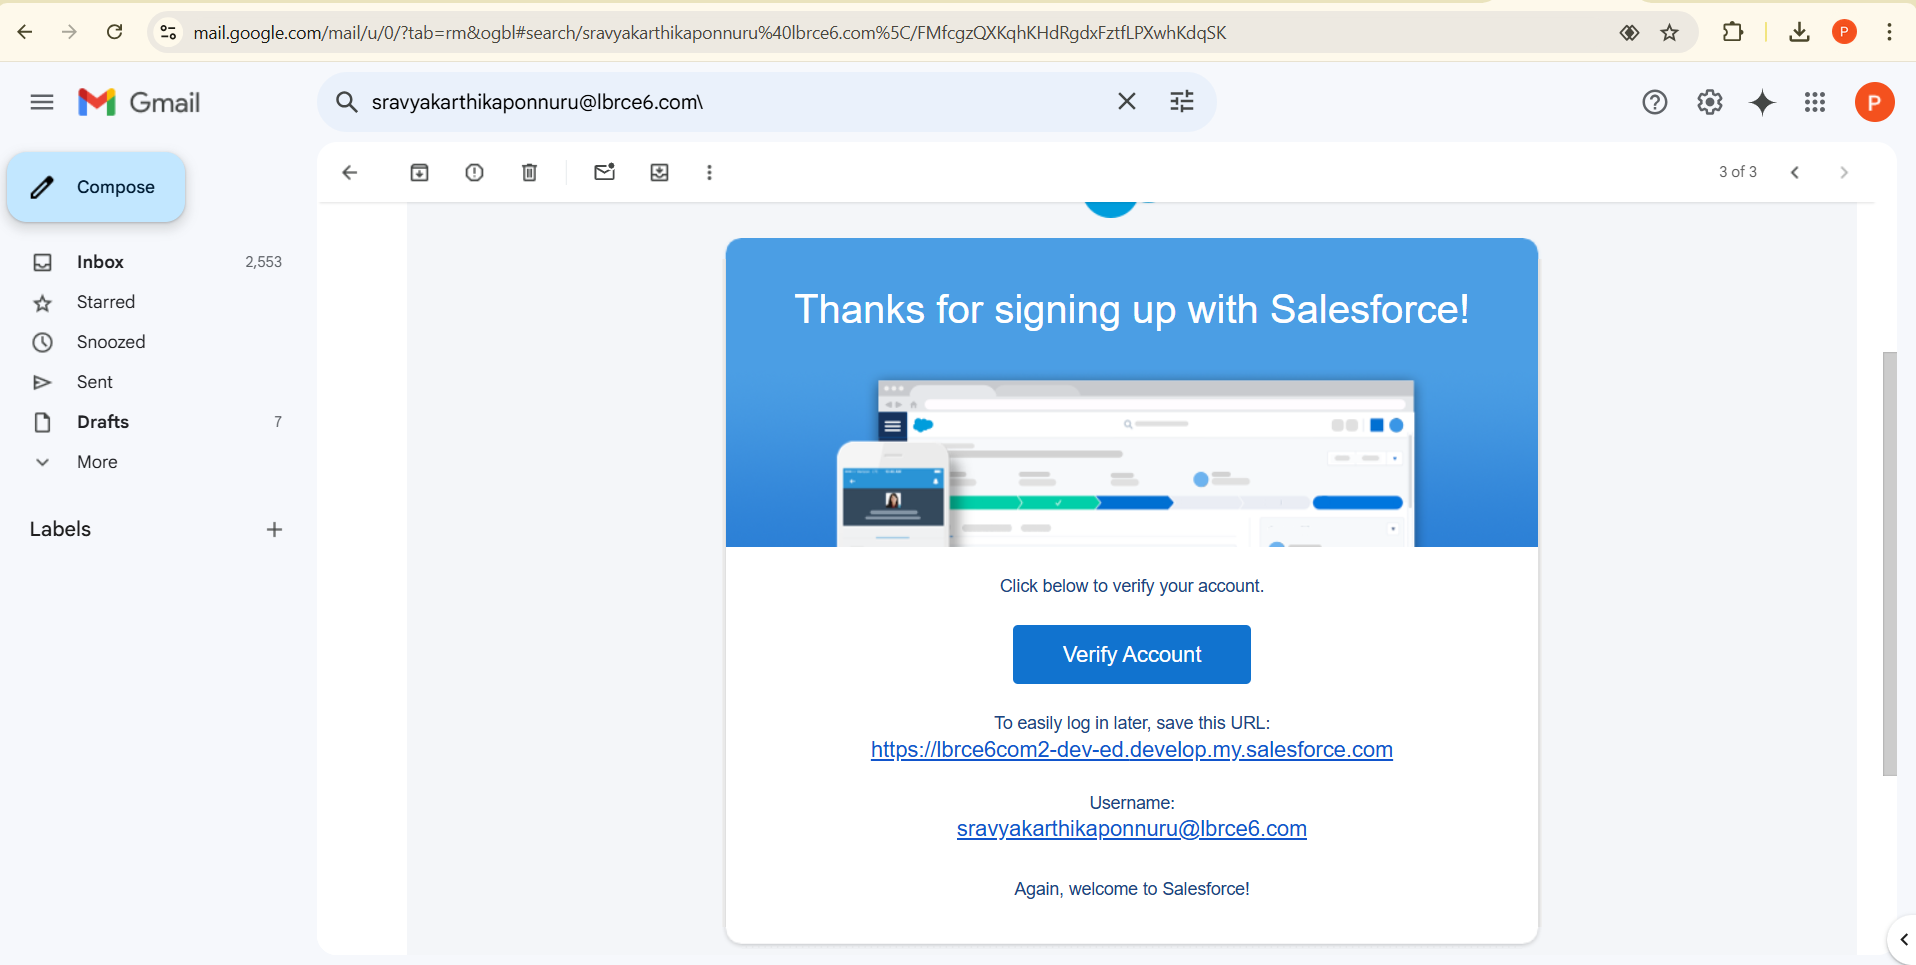 mail.google.com/mail/u/0/?tab=rm&ogbl#search/sravyakarthikaponnuru%40lbrce6.com%5C/FMfcgzQXKqhKHdRgdxFztfLPXwhKdqSK
P
Gmail
sravyakarthikaponnuru@lbrce6.com\
P
Compose
3 of 3
Inbox 2,553
Starred
Snoozed
Sent
Drafts 7
More
Labels
Thanks for signing up with Salesforce!
Click below to verify your account.
Verify Account
To easily log in later, save this URL:
https://lbrce6com2-dev-ed.develop.my.salesforce.com
Username:
sravyakarthikaponnuru@lbrce6.com
Again, welcome to Salesforce!